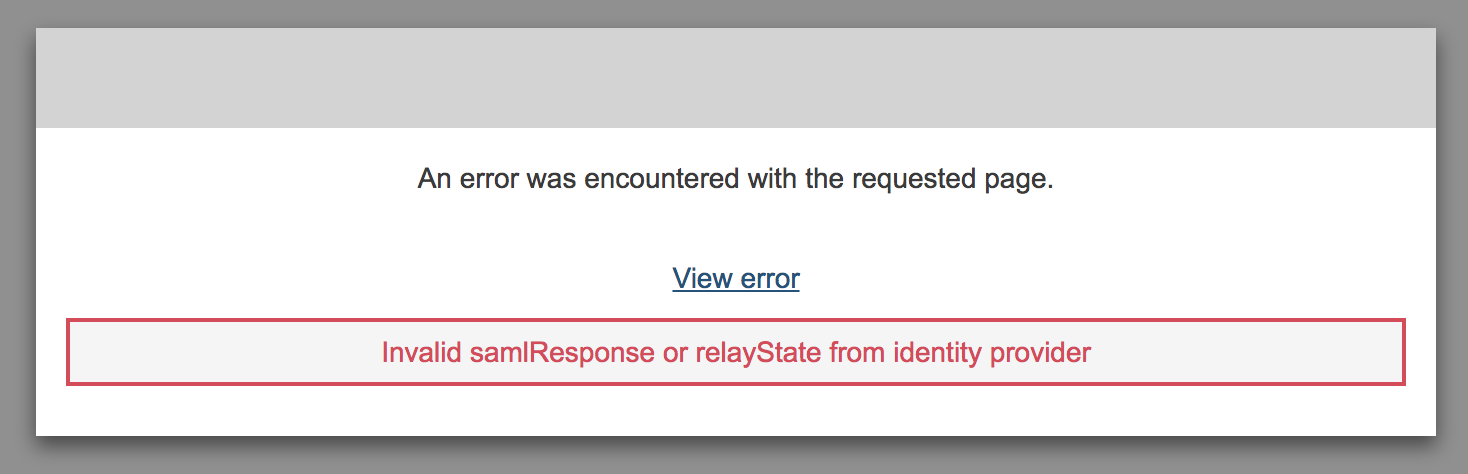 An error was encountered with the requested page.
View error
Invalid samlResponse or relayState from identity provider